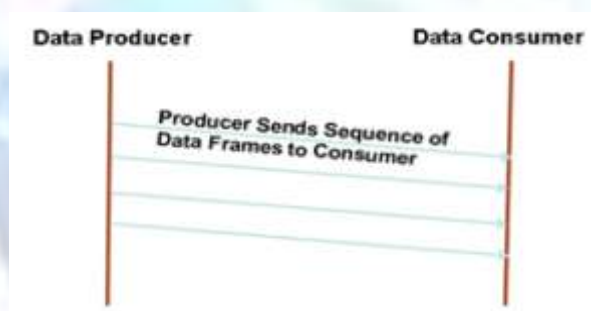 Data Producer
Data Consumer
Producer Sends Sequence of
Data Frames to Consumer